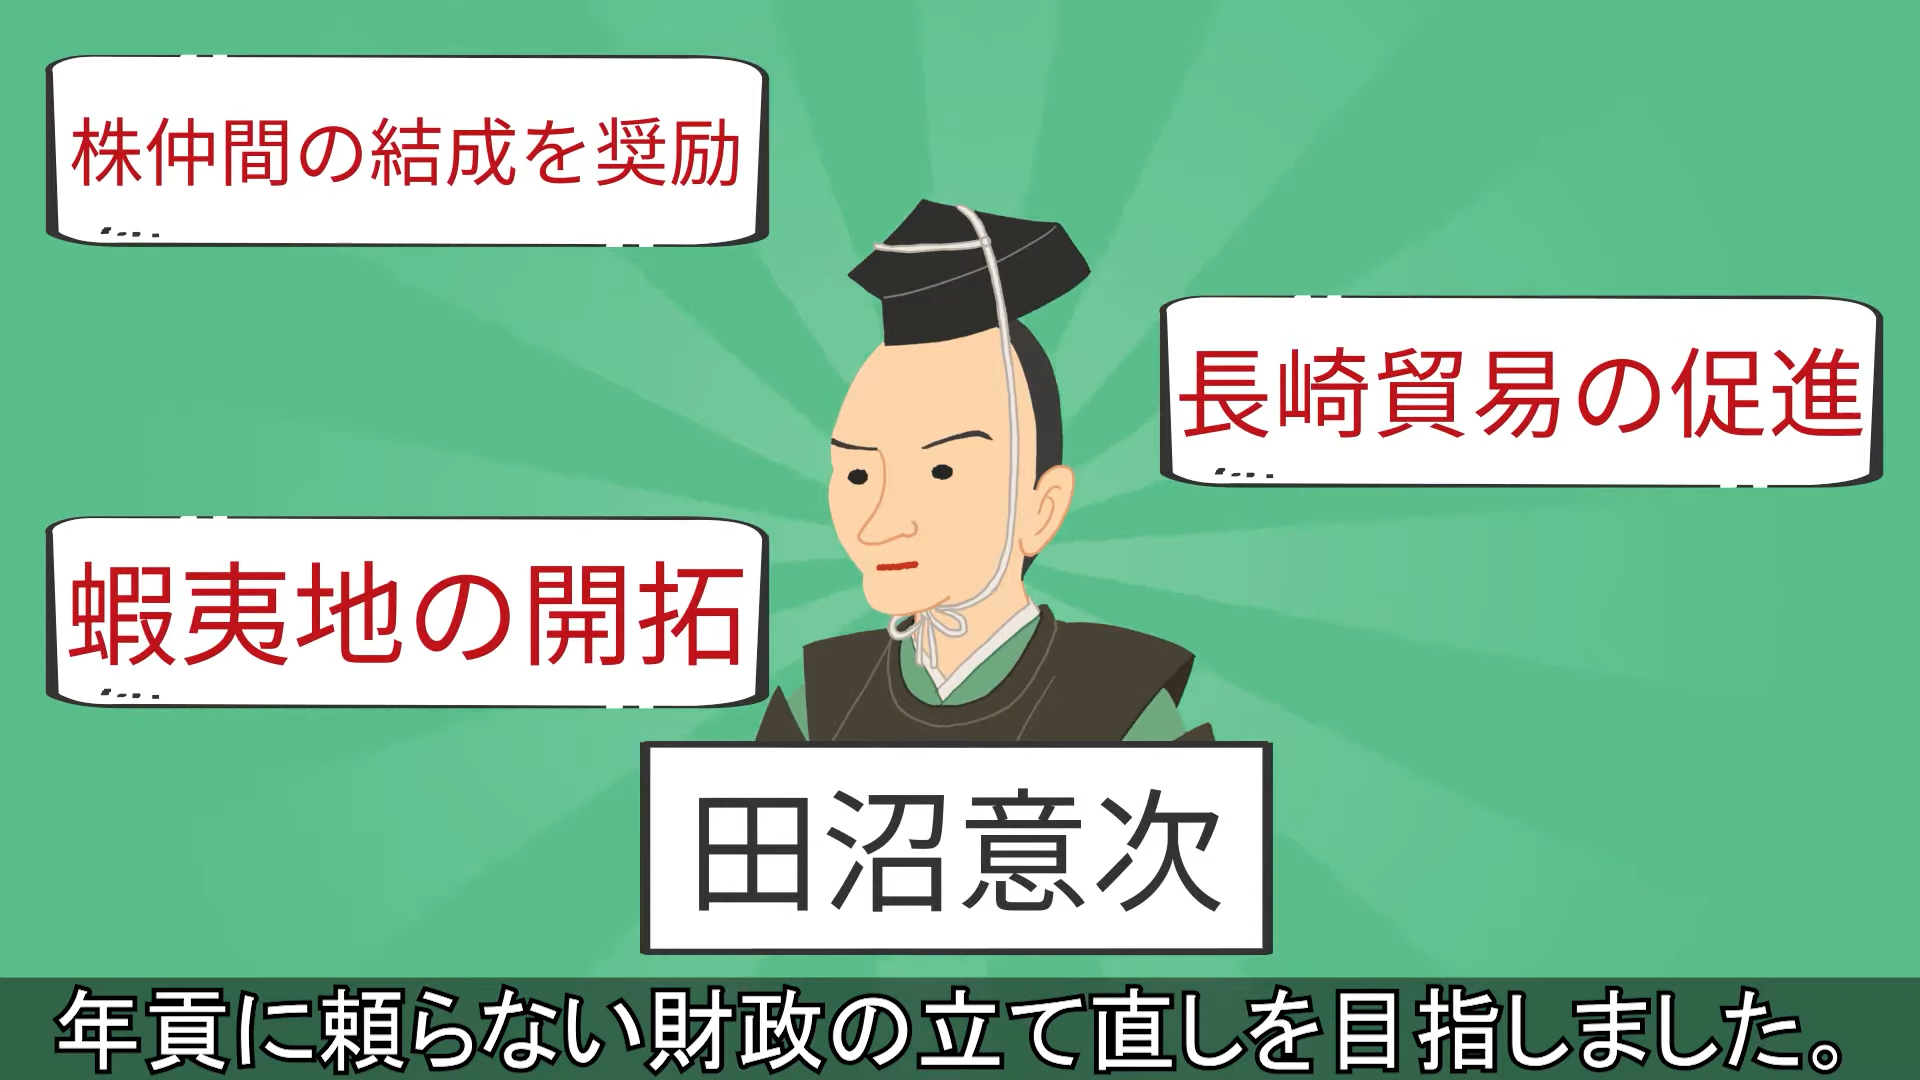 株仲間の結成を奨励
長崎貿易の促進
蝦夷地の開拓
田沼意次
年貢に頼らない財政の立て直しを目指しました。